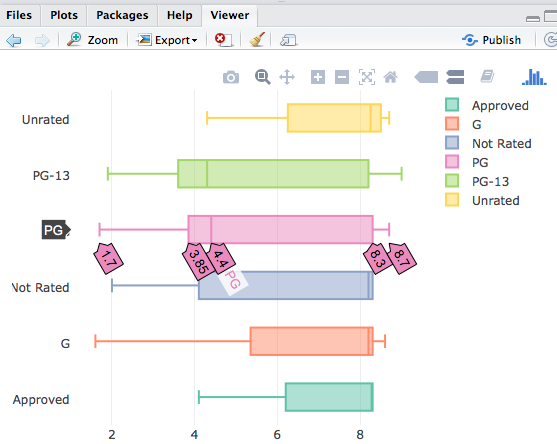 Files Plots Packages Help Viewer
Zoom Export Publish
Unrated
PG-13
PG
Not Rated
G
Approved
1.7 3.85 4.4 8.3 8.7
PG
2 4 6 8
Approved
G
Not Rated
PG
PG-13
Unrated